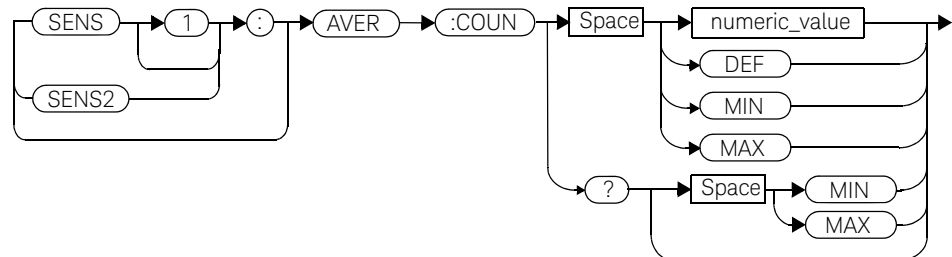 SENS 1 : AVER :COUN Space numeric_value
DEF
SENS2 MIN
MAX
? Space MIN
MAX